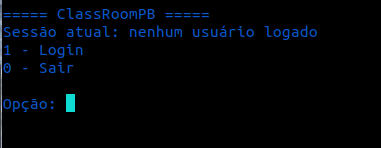 ===== ClassRoomPB =====
Sessão atual: nenhum usuário logado
1 - Login
0 - Sair
Opção: